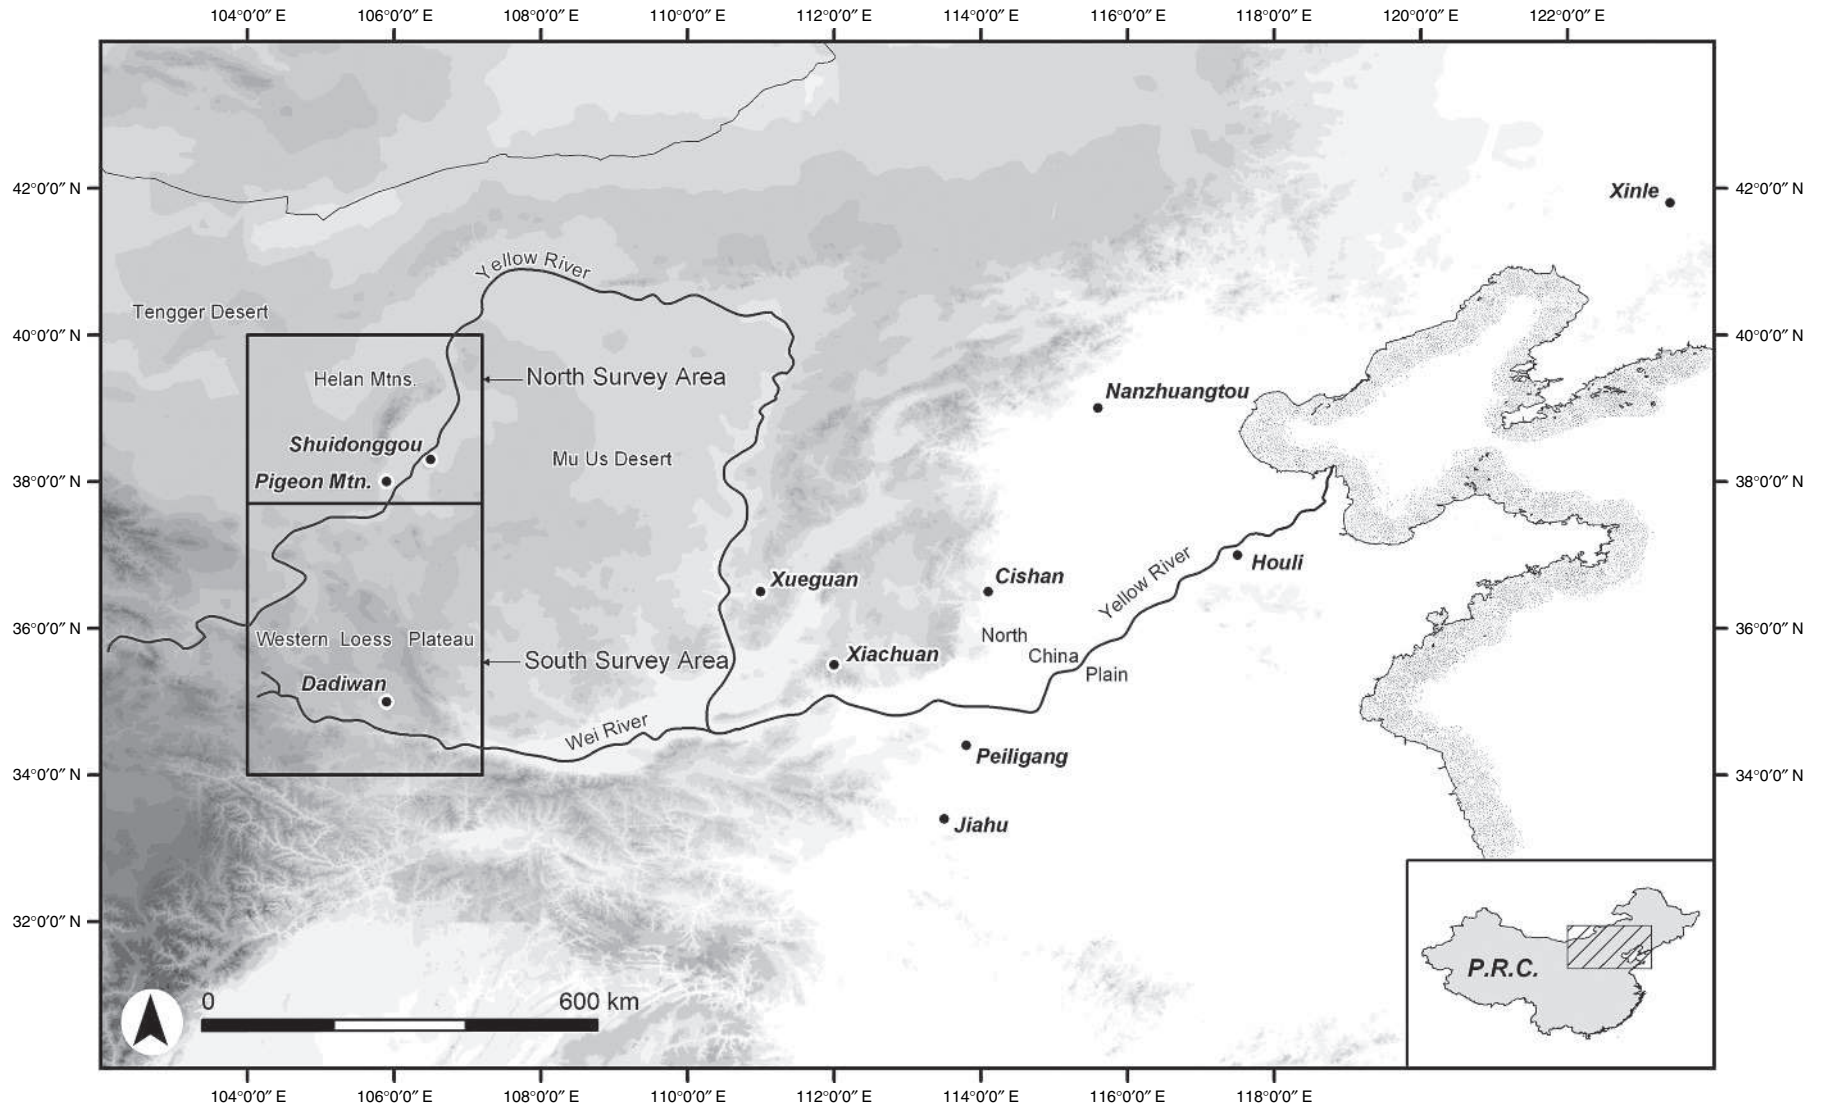 104°0′0″ E 106°0′0″ E 108°0′0″ E 110°0′0″ E 112°0′0″ E 114°0′0″ E 116°0′0″ E 118°0′0″ E 120°0′0″ E 122°0′0″ E
42°0′0″ N
42°0′0″ N
Xinle
Yellow River
Tengger Desert
40°0′0″ N
40°0′0″ N
Helan Mtns.
North Survey Area
Nanzhuangtou
Shuidonggou
Mu Us Desert
Pigeon Mtn.
38°0′0″ N
38°0′0″ N
Yellow River
Houli
Xueguan
Cishan
36°0′0″ N
36°0′0″ N
Western Loess Plateau
North
China
Plain
South Survey Area
Xiachuan
Dadiwan
Wei River
Peiligang
34°0′0″ N
34°0′0″ N
Jiahu
32°0′0″ N
P.R.C.
0 600 km
104°0′0″ E 106°0′0″ E 108°0′0″ E 110°0′0″ E 112°0′0″ E 114°0′0″ E 116°0′0″ E 118°0′0″ E